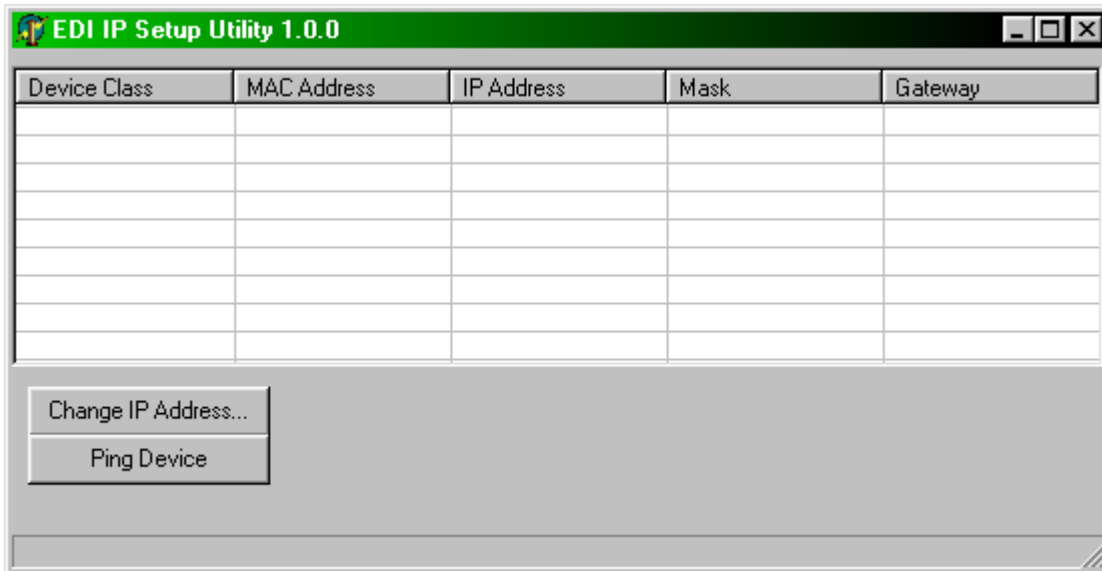 EDI IP Setup Utility 1.0.0
Device Class MAC Address IP Address Mask Gateway
Change IP Address...
Ping Device